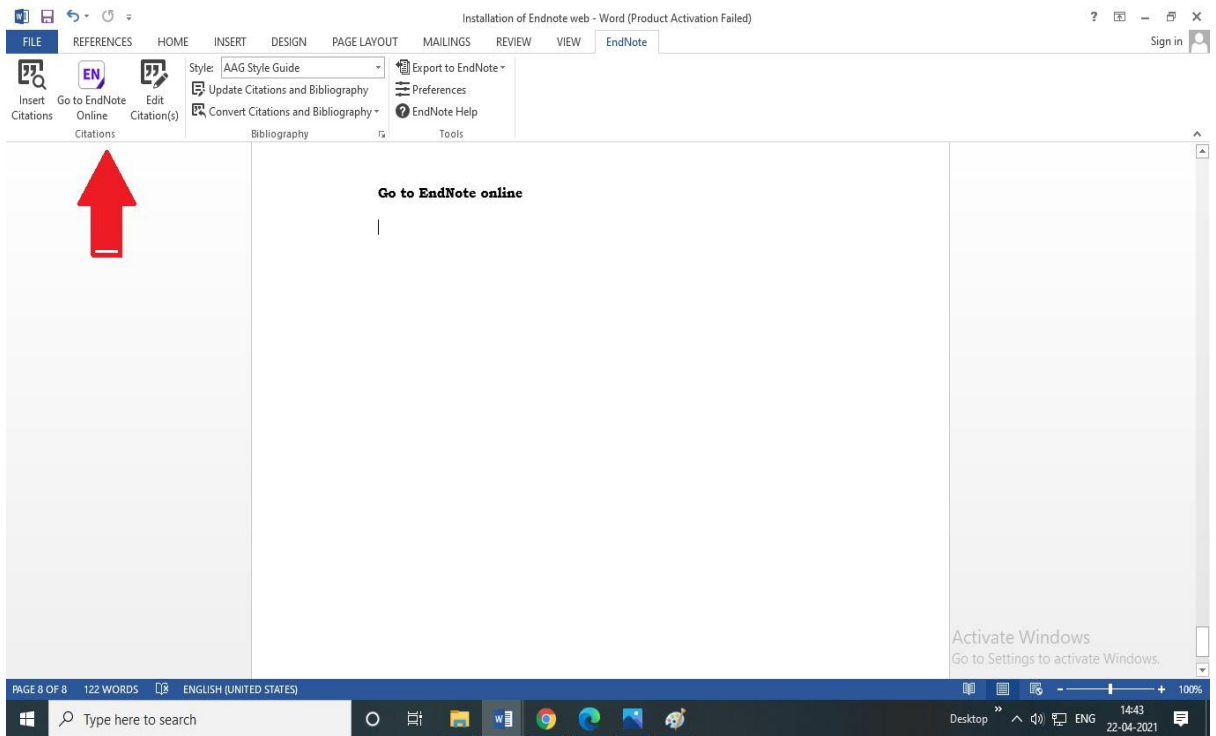 Installation of Endnote web - Word (Product Activation Failed)
FILE REFERENCES HOME INSERT DESIGN PAGE LAYOUT MAILINGS REVIEW VIEW EndNote Sign in
Insert Citations
Go to EndNote Online
Edit Citation(s)
Citations
Style: AAG Style Guide
Update Citations and Bibliography
Convert Citations and Bibliography
Bibliography
Export to EndNote
Preferences
EndNote Help
Tools
Go to EndNote online
Activate Windows
Go to Settings to activate Windows.
PAGE 8 OF 8 122 WORDS ENGLISH (UNITED STATES) 100%
Type here to search
Desktop ENG 14:43
22-04-2021